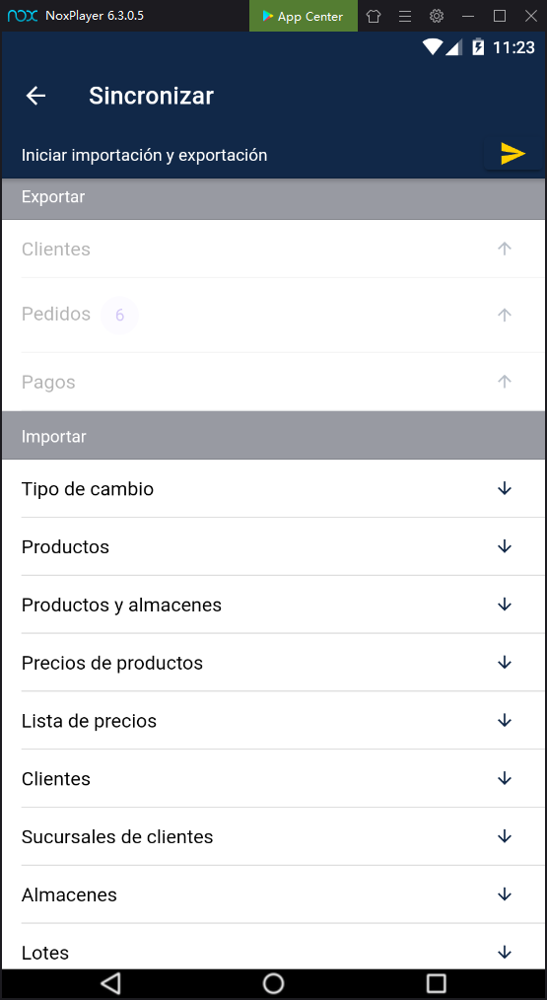 nox NoxPlayer 6.3.0.5 App Center
11:23
Sincronizar
Iniciar importación y exportación
Exportar
Clientes
Pedidos 6
Pagos
Importar
Tipo de cambio
Productos
Productos y almacenes
Precios de productos
Lista de precios
Clientes
Sucursales de clientes
Almacenes
Lotes